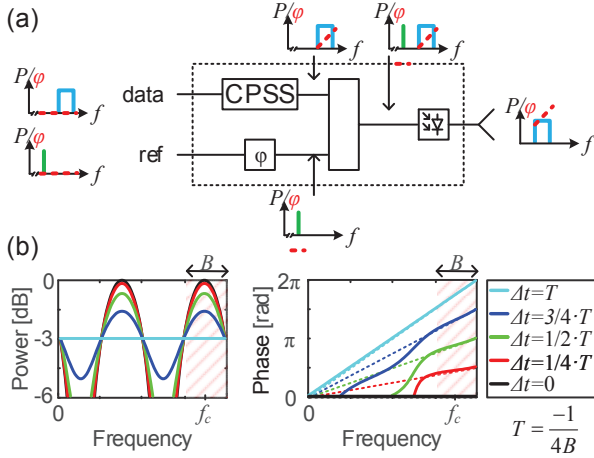 (a)
P/φ
f
P/φ
f
P/φ
f
data
CPSS
P/φ
f
P/φ
f
ref
φ
P/φ
f
(b)
B
B
0
-3
-6
Power [dB]
0
f_c
Frequency
2π
π
0
Phase [rad]
0
f_c
Frequency
Δt=T
Δt=3/4·T
Δt=1/2·T
Δt=1/4·T
Δt=0
T = -1/4B